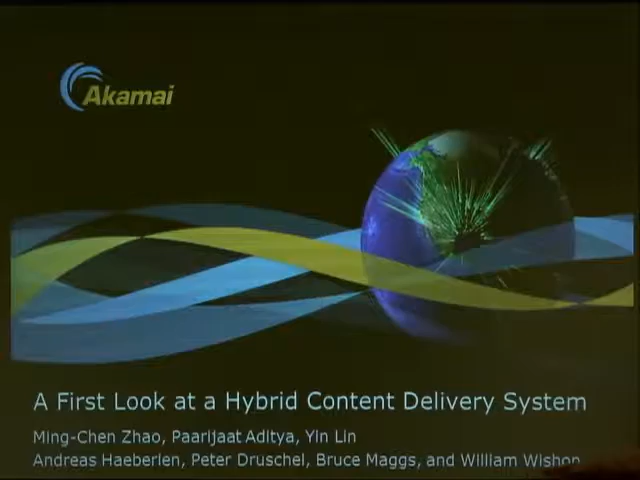 Akamai
A First Look at a Hybrid Content Delivery System
Ming-Chen Zhao, Paarijaat Aditya, Yin Lin
Andreas Haeberlen, Peter Druschel, Bruce Maggs, and William Wishon